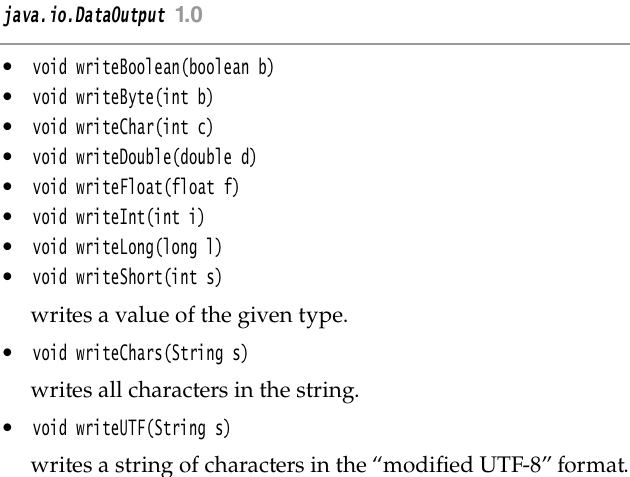 java.io.DataOutput 1.0
• void writeBoolean(boolean b)
• void writeByte(int b)
• void writeChar(int c)
• void writeDouble(double d)
• void writeFloat(float f)
• void writeInt(int i)
• void writeLong(long l)
• void writeShort(int s)
writes a value of the given type.
• void writeChars(String s)
writes all characters in the string.
• void writeUTF(String s)
writes a string of characters in the “modified UTF-8” format.